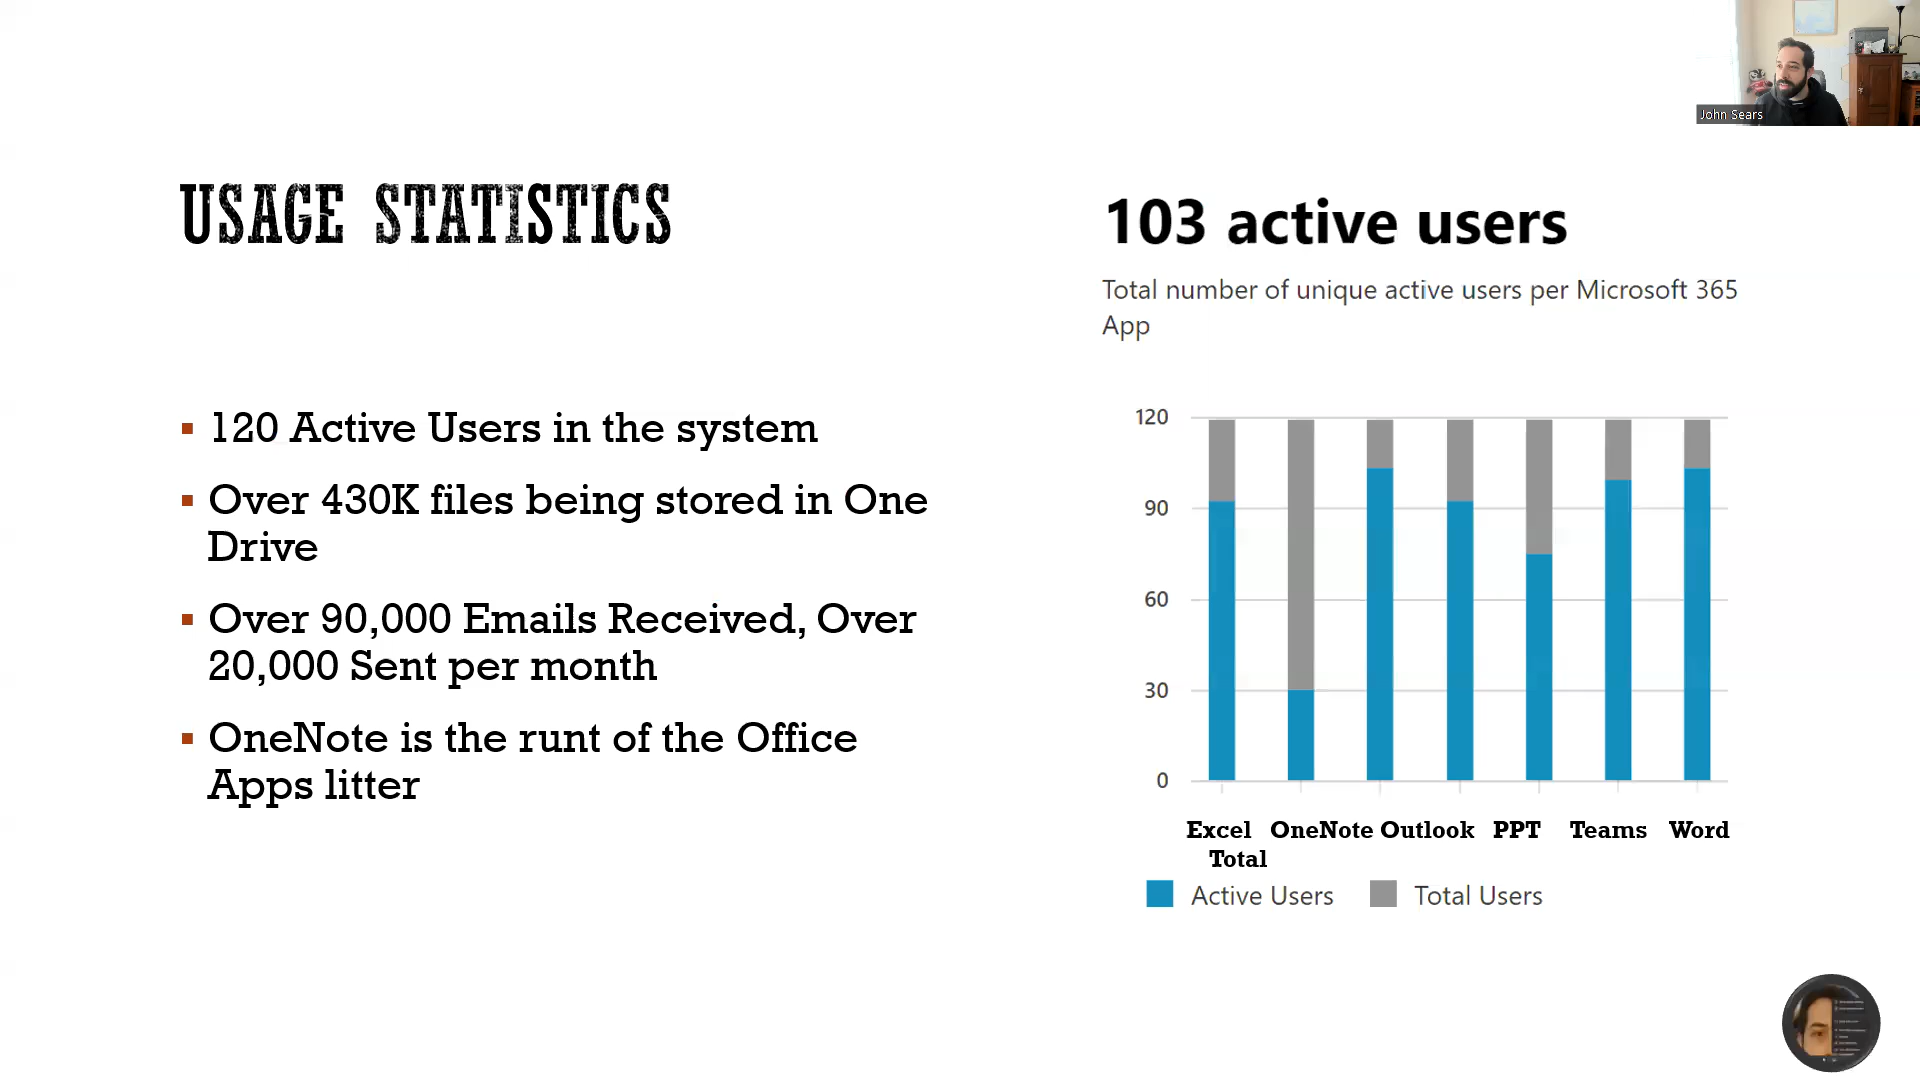 John Sears
USAGE STATISTICS
120 Active Users in the system
Over 430K files being stored in One
Drive
Over 90,000 Emails Received, Over
20,000 Sent per month
OneNote is the runt of the Office
Apps litter
103 active users
Total number of unique active users per Microsoft 365
App
120
90
60
30
0
Excel OneNote Outlook PPT Teams Word
Total
Active Users Total Users